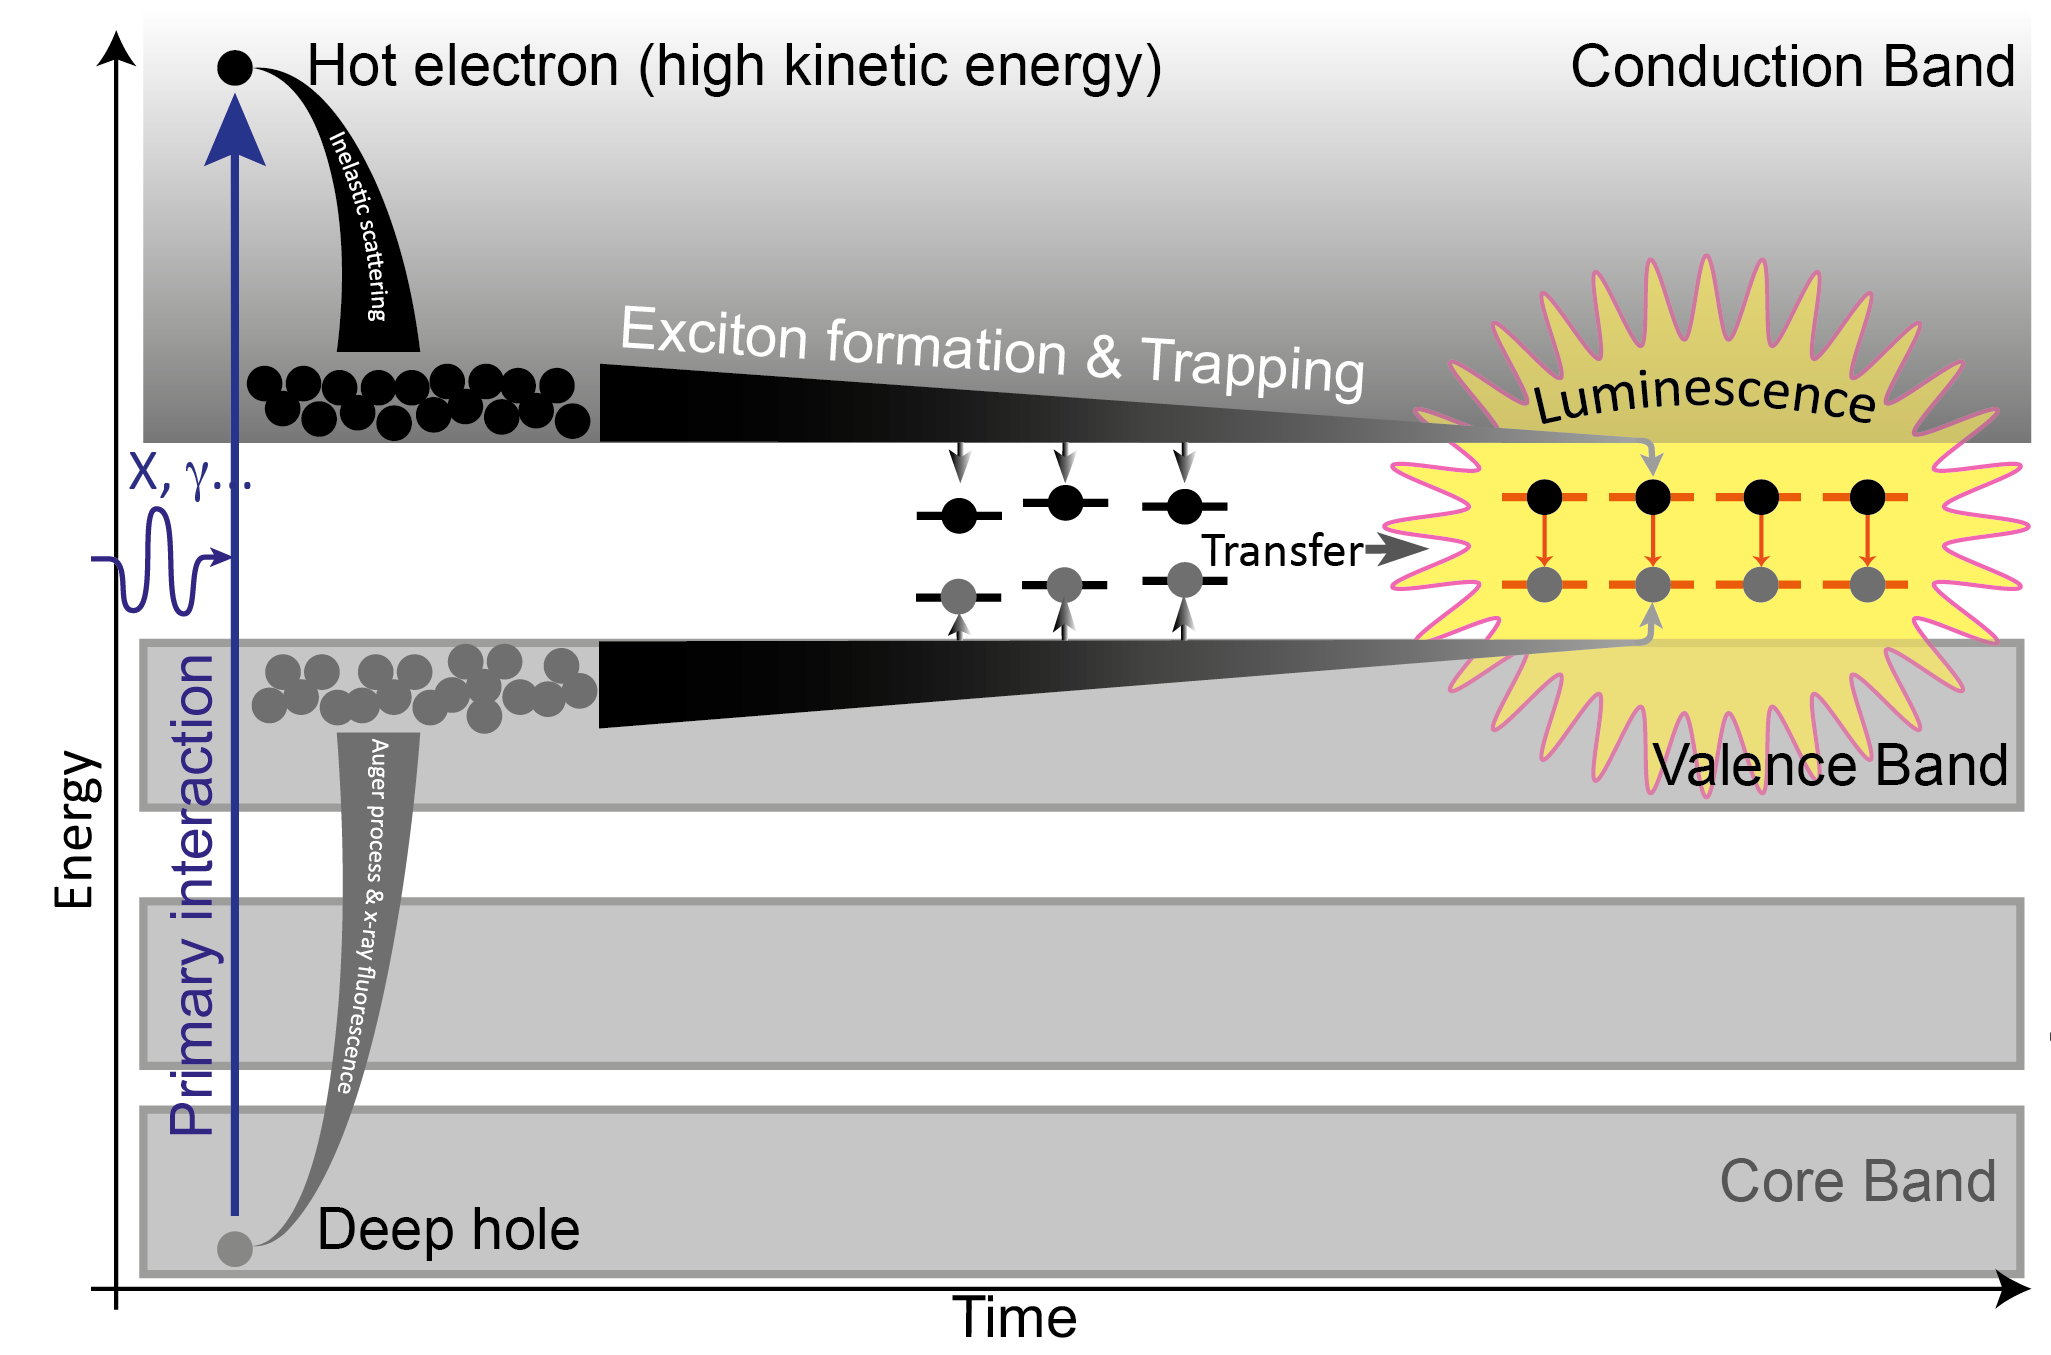 Hot electron (high kinetic energy)
Conduction Band
Inelastic scattering
Exciton formation & Trapping
Luminescence
X, γ...
Transfer
Primary interaction
Energy
Auger process & x-ray fluorescence
Valence Band
Core Band
Deep hole
Time